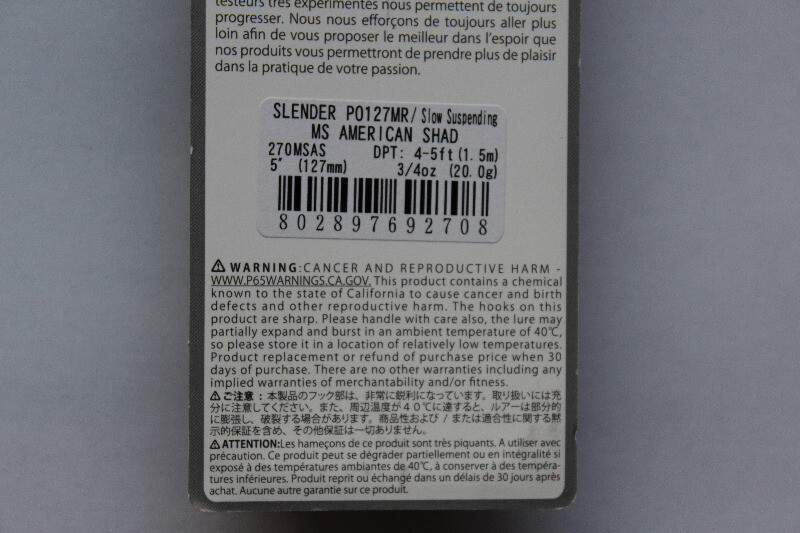 testeurs très expérimentés nous permettent de toujours
progresser. Nous nous efforçons de toujours aller plus
loin afin de vous proposer le meilleur dans l'espoir que
nos produits vous permettront de prendre plus de plaisir
dans la pratique de votre passion.
SLENDER PO127MR/ Slow Suspending
MS AMERICAN SHAD
270MSAS DPT: 4-5ft(1.5m)
5" (127mm) 3/4oz (20.0g)
802897692708
⚠ WARNING:CANCER AND REPRODUCTIVE HARM -
WWW.P65WARNINGS.CA.GOV. This product contains a chemical
known to the state of California to cause cancer and birth
defects and other reproductive harm. The hooks on this
product are sharp. Please handle with care also, the lure may
partially expand and burst in an ambient temperature of 40℃,
so please store it in a location of relatively low temperatures.
Product replacement or refund of purchase price when 30
days of purchase. There are no other warranties including any
implied warranties of merchantability and/or fitness.
⚠ご注意：本製品のフック部は、非常に鋭利になっています。取り扱いには充
分に注意してください。また、周辺温度が４０℃に達すると、ルアーは部分的
に膨張し、破裂する場合があります。商品性および / または適合性に関する黙
示的保証を含め、その他の保証は一切ありません。
⚠ATTENTION:Les hameçons de ce produit sont très piquants. A utiliser avec
précaution. Ce produit peut se dégrader partiellement ou en intégralité si
exposé à des températures ambiantes de 40℃, à conserver à des tempéra-
tures inférieures. Produit reprit ou échangé dans un délais de 30 jours après
achat. Aucune autre garantie sur ce produit.